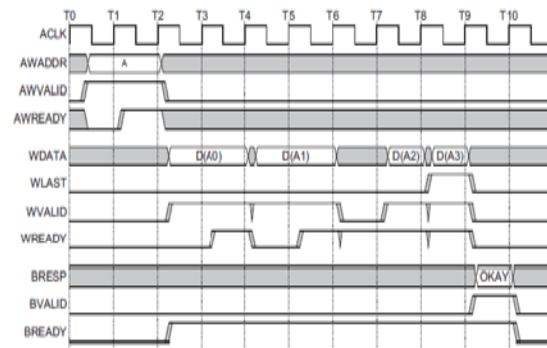 T0 T1 T2 T3 T4 T5 T6 T7 T8 T9 T10
ACLK
AWADDR A
AWVALID
AWREADY
WDATA D(A0) D(A1) D(A2) D(A3)
WLAST
WVALID
WREADY
BRESP OKAY
BVALID
BREADY